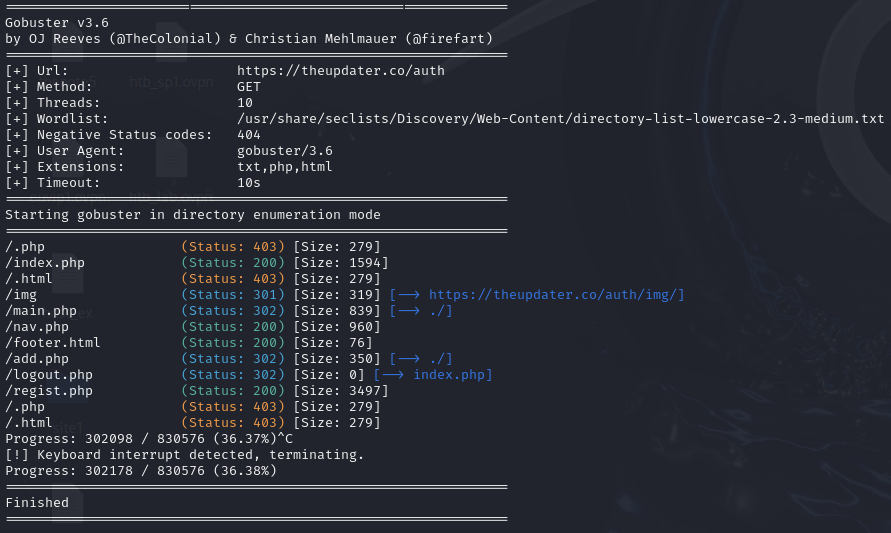 ===============================================================
Gobuster v3.6
by OJ Reeves (@TheColonial) & Christian Mehlmauer (@firefart)
===============================================================
[+] Url:                     https://theupdater.co/auth
[+] Method:                  GET
[+] Threads:                 10
[+] Wordlist:                /usr/share/seclists/Discovery/Web-Content/directory-list-lowercase-2.3-medium.txt
[+] Negative Status codes:   404
[+] User Agent:              gobuster/3.6
[+] Extensions:              txt,php,html
[+] Timeout:                 10s
===============================================================
Starting gobuster in directory enumeration mode
===============================================================
/.php                 (Status: 403) [Size: 279]
/index.php            (Status: 200) [Size: 1594]
/.html                (Status: 403) [Size: 279]
/img                  (Status: 301) [Size: 319] [--> https://theupdater.co/auth/img/]
/main.php             (Status: 302) [Size: 839] [--> ./]
/nav.php              (Status: 200) [Size: 960]
/footer.html          (Status: 200) [Size: 76]
/add.php              (Status: 302) [Size: 350] [--> ./]
/logout.php           (Status: 302) [Size: 0] [--> index.php]
/regist.php           (Status: 200) [Size: 3497]
/.php                 (Status: 403) [Size: 279]
/.html                (Status: 403) [Size: 279]
Progress: 302098 / 830576 (36.37%)^C
[!] Keyboard interrupt detected, terminating.
Progress: 302178 / 830576 (36.38%)
===============================================================
Finished
===============================================================
htb_sp1.ovpn
site1